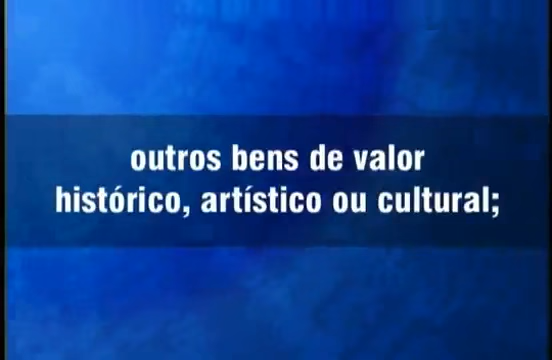 outros bens de valor
histórico, artístico ou cultural;